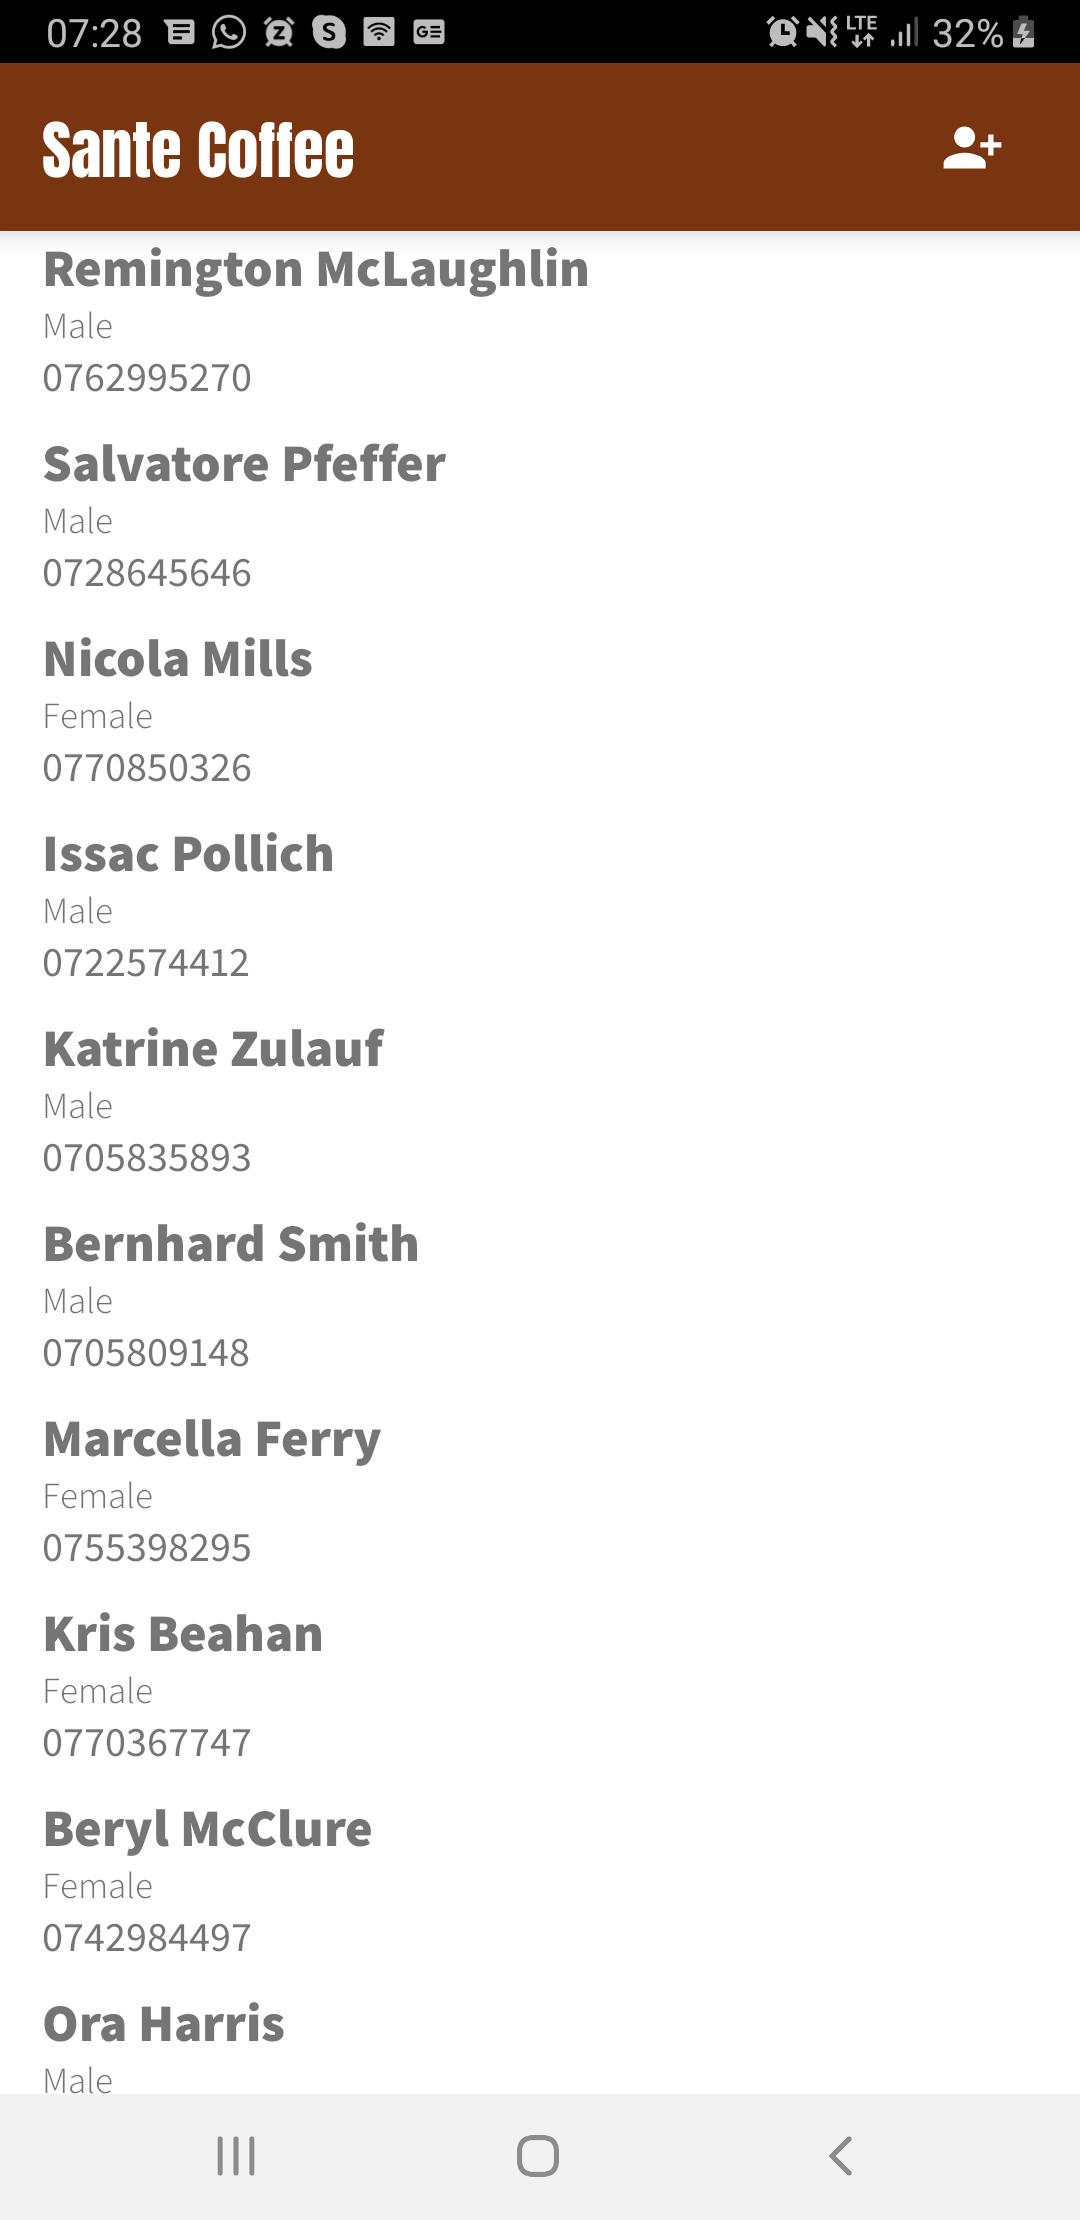 07:28 LTE 32%
Sante Coffee
Remington McLaughlin
Male
0762995270
Salvatore Pfeffer
Male
0728645646
Nicola Mills
Female
0770850326
Issac Pollich
Male
0722574412
Katrine Zulauf
Male
0705835893
Bernhard Smith
Male
0705809148
Marcella Ferry
Female
0755398295
Kris Beahan
Female
0770367747
Beryl McClure
Female
0742984497
Ora Harris
Male